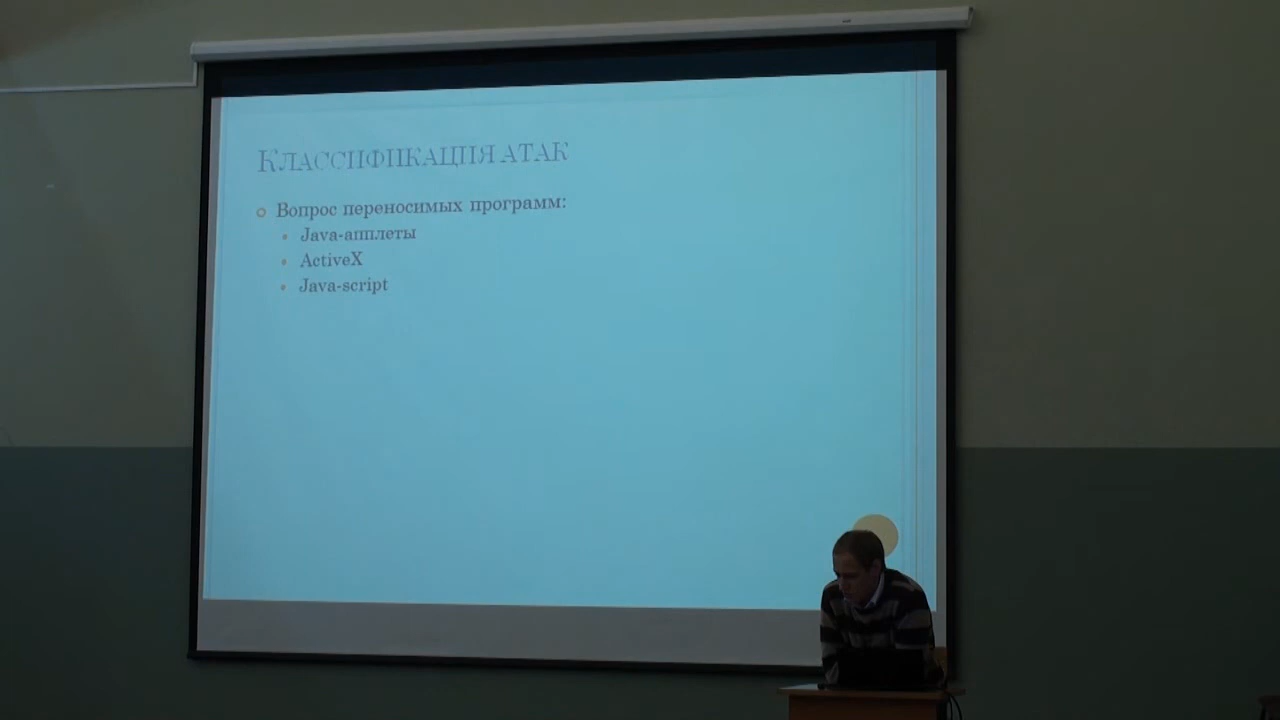 Классификация атак
Вопрос переносимых программ:
Java-апплеты
ActiveX
Java-script